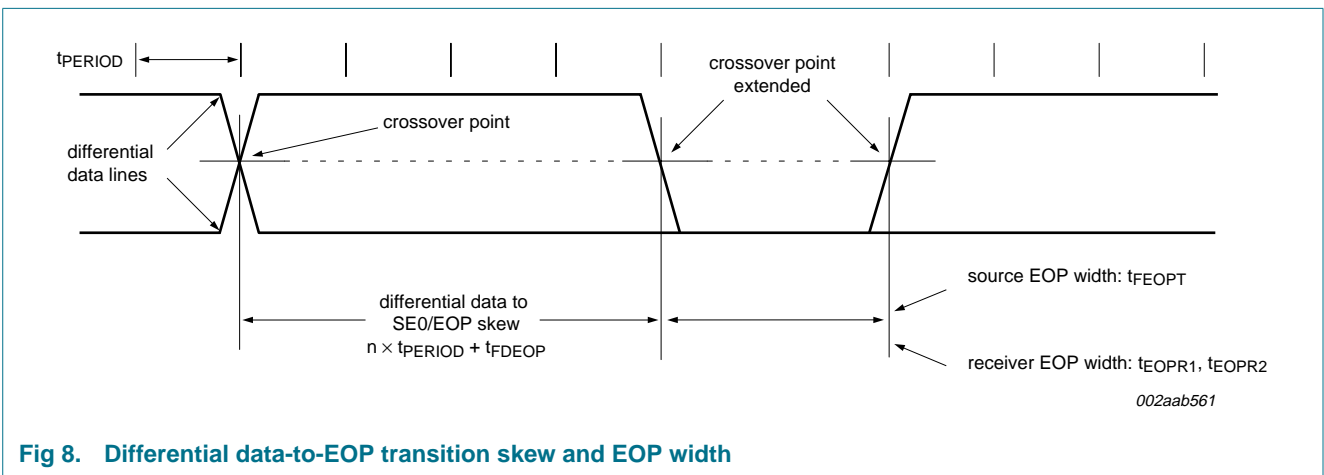 tPERIOD
crossover point
extended
crossover point
differential
data lines
source EOP width: tFEOPT
differential data to
SE0/EOP skew
n × tPERIOD + tFDEOP
receiver EOP width: tEOPR1, tEOPR2
002aab561
Fig 8. Differential data-to-EOP transition skew and EOP width